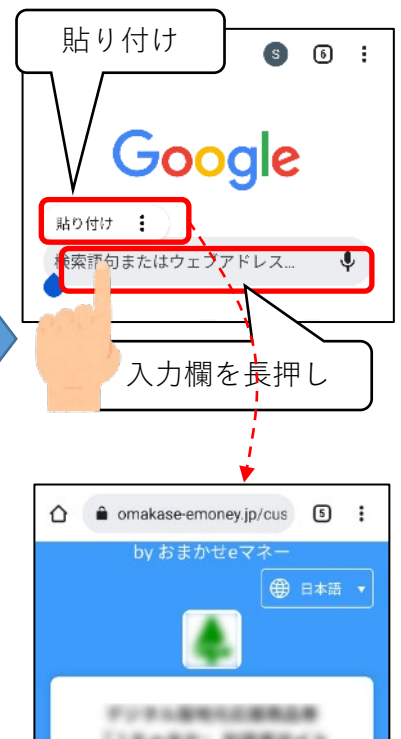 貼り付け
S
6
Google
貼り付け
検索語句またはウェブアドレス...
入力欄を長押し
omakase-emoney.jp/cus
5
by おまかせeマネー
日本語